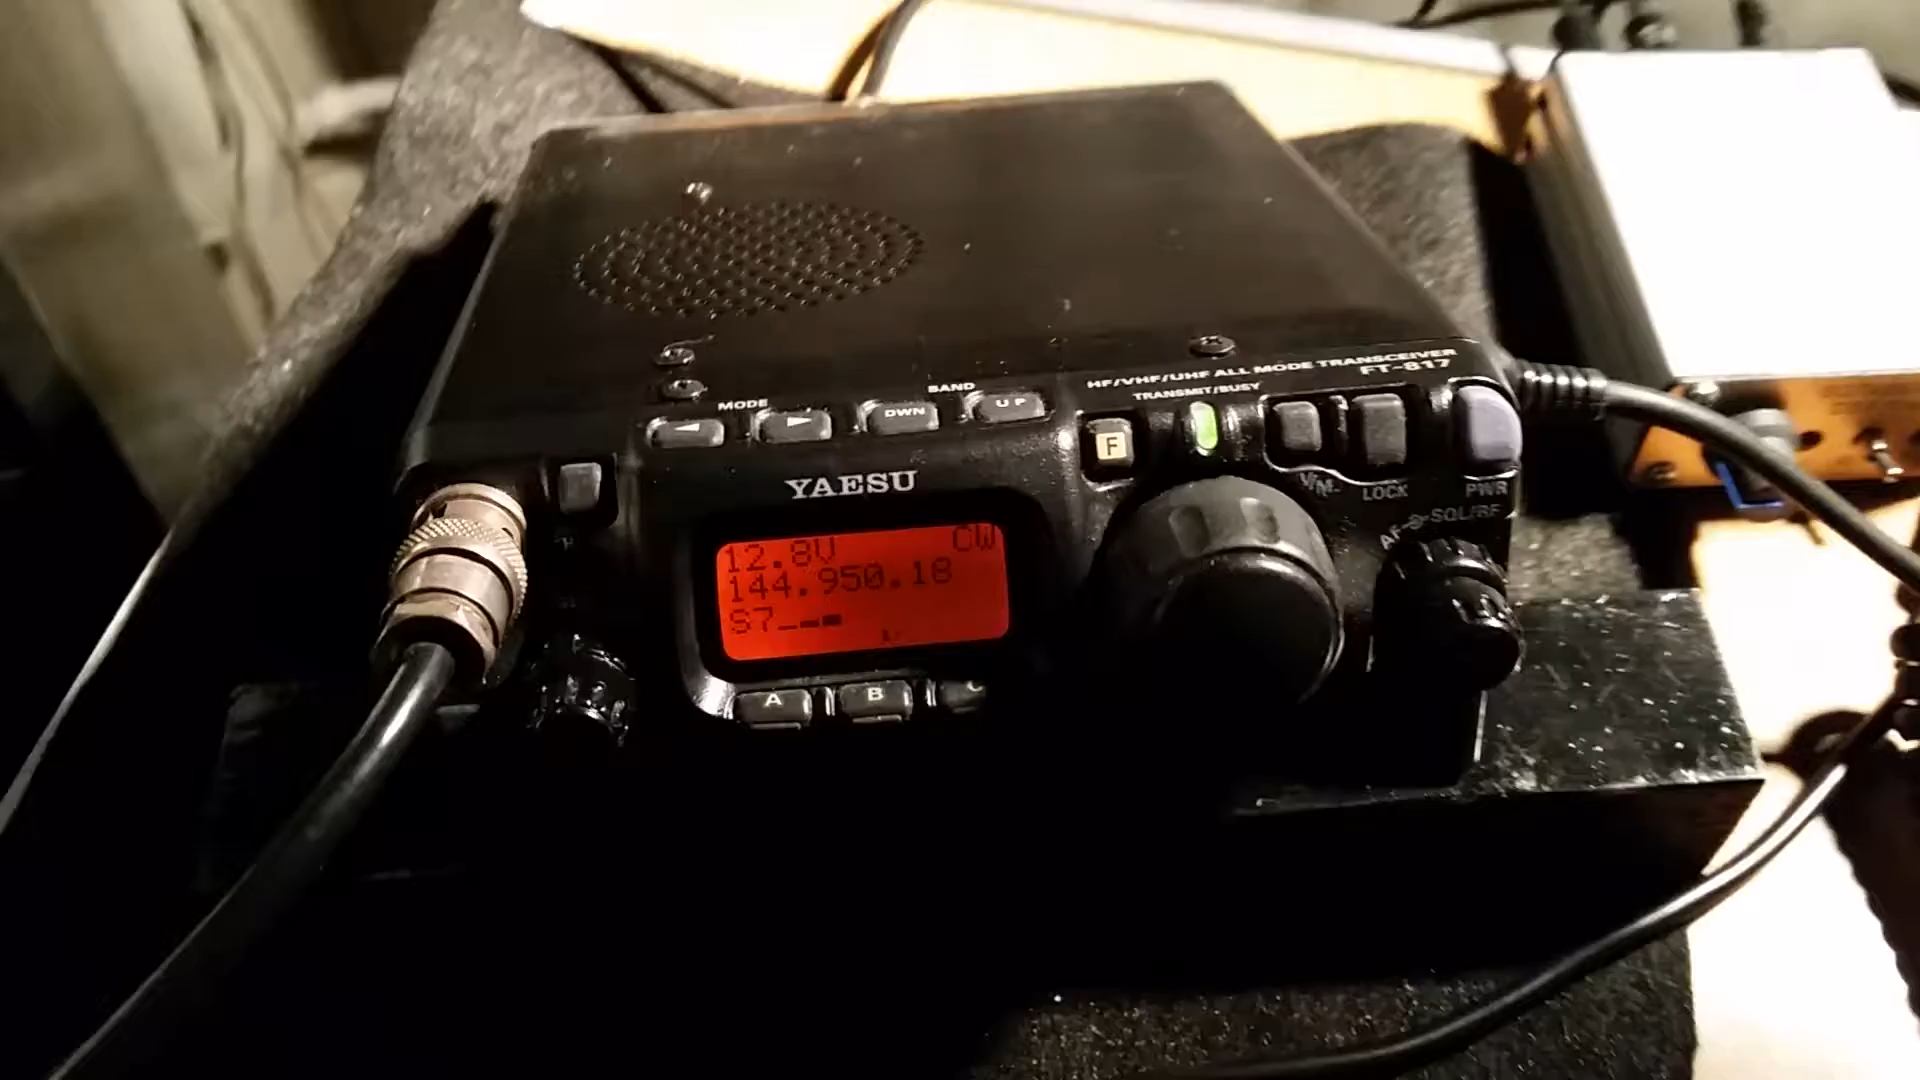 HF/VHF/UHF ALL MODE TRANSCEIVER
FT-817
MODE
BAND
TRANSMIT/BUSY
DWN
UP
F
V/M
LOCK
PWR
YAESU
AF-SQL/RF
12.8V CW
144.950.18
S7
A
B
C